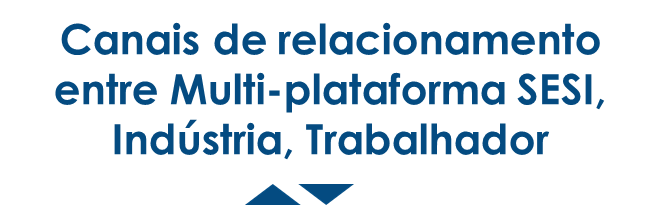 Canais de relacionamento
entre Multi-plataforma SESI,
Indústria, Trabalhador